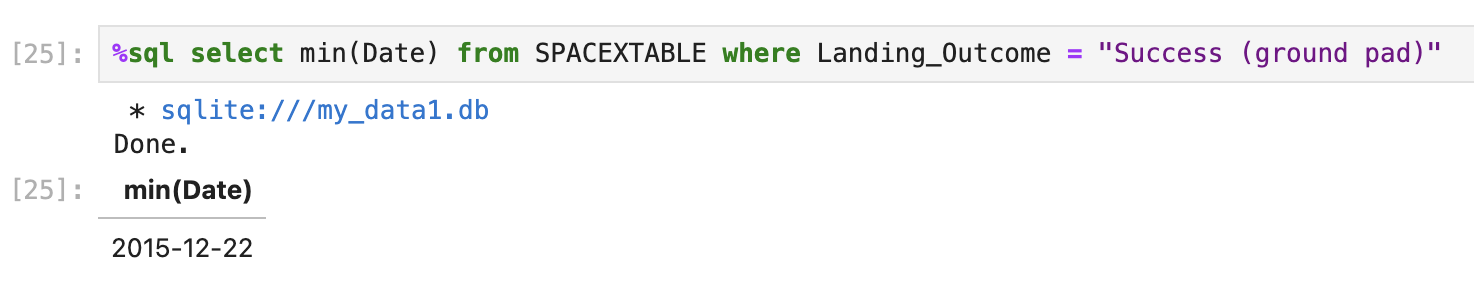 [25]: %sql select min(Date) from SPACEXTABLE where Landing_Outcome = "Success (ground pad)"
* sqlite:///my_data1.db
Done.
[25]: min(Date)
2015-12-22